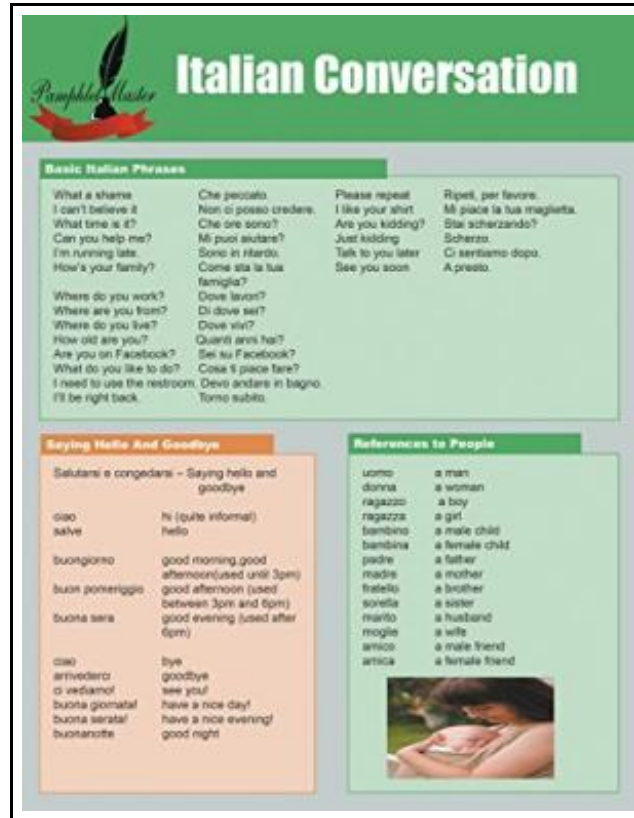 Pamphlet Master
Italian Conversation
Basic Italian Phrases
What a shame Che peccato.
I can't believe it Non ci posso credere.
What time is it? Che ore sono?
Can you help me? Mi puoi aiutare?
I'm running late. Sono in ritardo.
How's your family? Come sta la tua
famiglia?
Where do you work? Dove lavori?
Where are you from? Di dove sei?
Where do you live? Dove vivi?
How old are you? Quanti anni hai?
Are you on Facebook? Sei su Facebook?
What do you like to do? Cosa ti piace fare?
I need to use the restroom. Devo andare in bagno.
I'll be right back. Torno subito.
Please repeat Ripeti, per favore.
I like your shirt Mi piace la tua maglietta.
Are you kidding? Stai scherzando?
Just kidding Scherzo.
Talk to you later Ci sentiamo dopo.
See you soon A presto.
Saying Hello And Goodbye
Salutarsi e congedarsi – Saying hello and
goodbye
ciao hi (quite informal)
salve hello
buongiorno good morning,good
afternoon(used until 3pm)
buon pomeriggio good afternoon (used
between 3pm and 6pm)
buona sera good evening (used after
6pm)
ciao bye
arrivederci goodbye
ci vediamo! see you!
buona giornata! have a nice day!
buona serata! have a nice evening!
buonanotte good night
References to People
uomo a man
donna a woman
ragazzo a boy
ragazza a girl
bambino a male child
bambina a female child
padre a father
madre a mother
fratello a brother
sorella a sister
marito a husband
moglie a wife
amico a male friend
amica a female friend